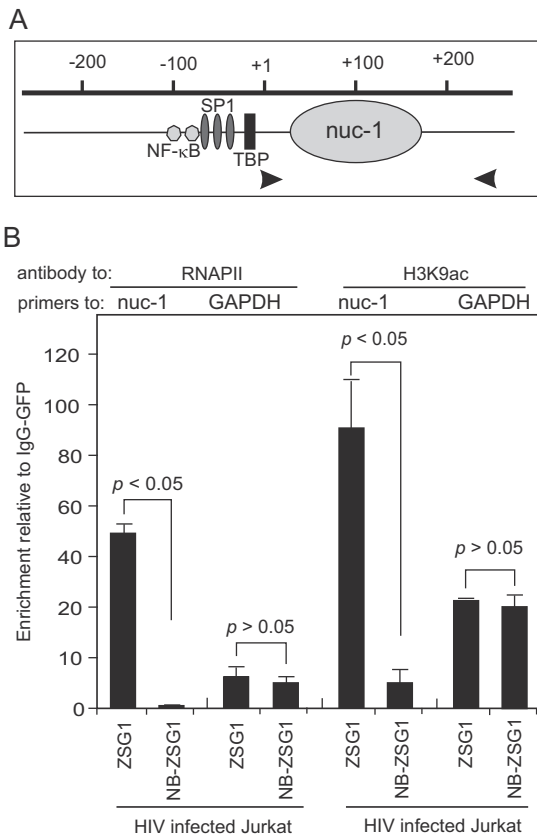 A
-200 -100 +1 +100 +200
SP1
nuc-1
NF-κB
TBP
B
antibody to: RNAPII H3K9ac
primers to: nuc-1 GAPDH nuc-1 GAPDH
Enrichment relative to IgG-GFP
120
100
80
60
40
20
10
0
p < 0.05
p < 0.05
p > 0.05
p > 0.05
ZSG1 NB-ZSG1 ZSG1 NB-ZSG1 ZSG1 NB-ZSG1 ZSG1 NB-ZSG1
HIV infected Jurkat HIV infected Jurkat